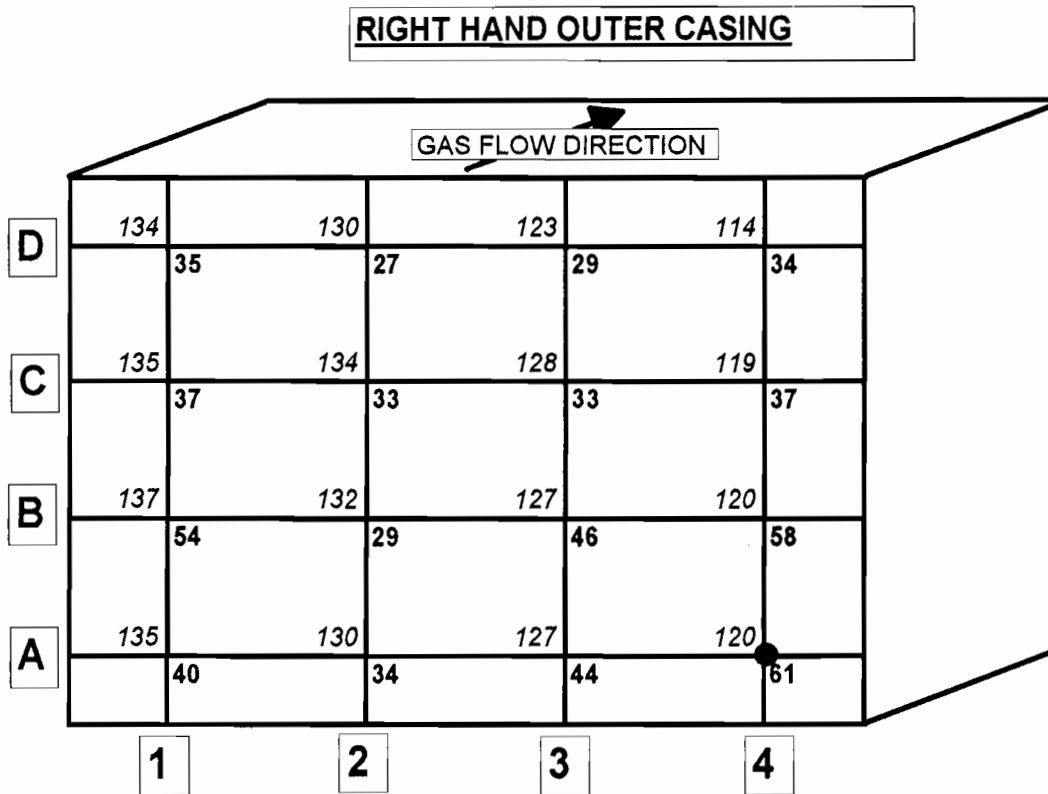 RIGHT HAND OUTER CASING
GAS FLOW DIRECTION
134 130 123 114
D
35 27 29 34
135 134 128 119
C
37 33 33 37
137 132 127 120
B
54 29 46 58
135 130 127 120
A
40 34 44 61
1 2 3 4